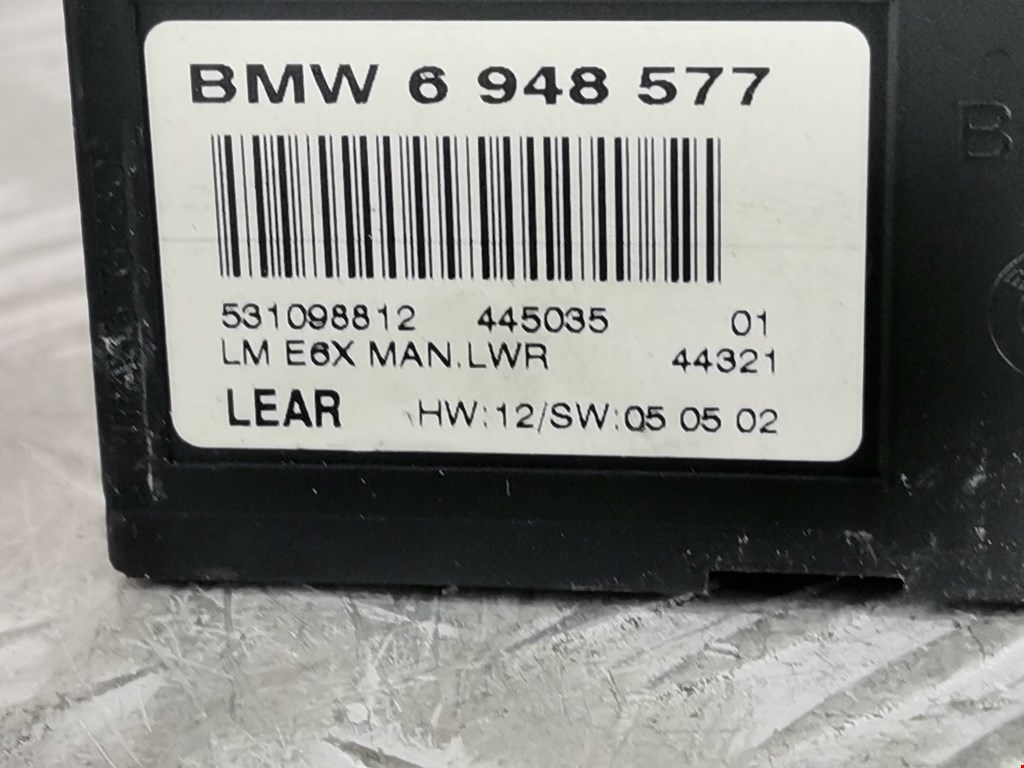 BMW 6 948 577
531098812 445035 01
LM E6X MAN.LWR 44321
LEAR HW:12/SW:05 05 02
B